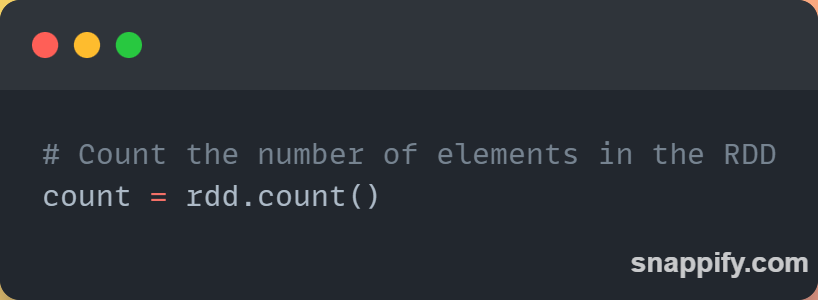 # Count the number of elements in the RDD
count = rdd.count()
snappify.com